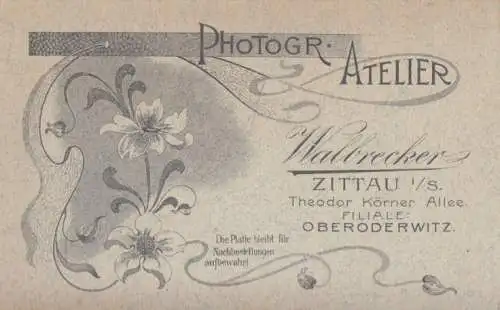 PHOTOGR.
ATELIER
Walbrecker
ZITTAU i/S.
Theodor Körner Allee.
FILIALE:
OBERODERWITZ.
Die Platte bleibt für
Nachbestellungen
aufbewahrt